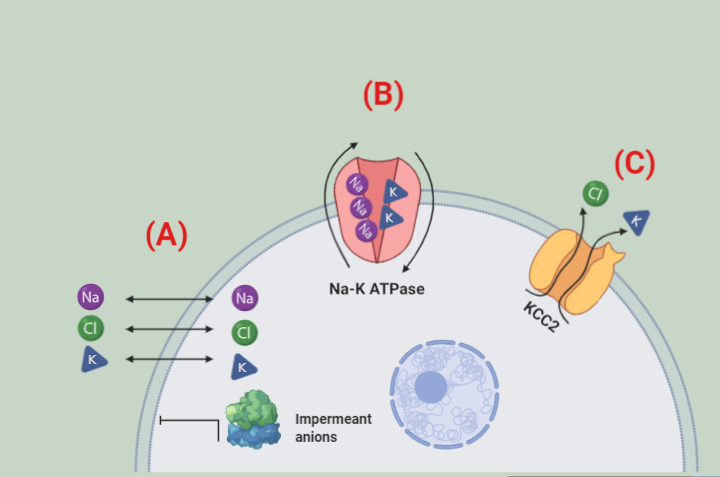 (B)
(C)
(A)
Na
Na
Na
K
K
Cl
K
Na-K ATPase
KCC2
Na
Na
Cl
Cl
K
K
Impermeant
anions